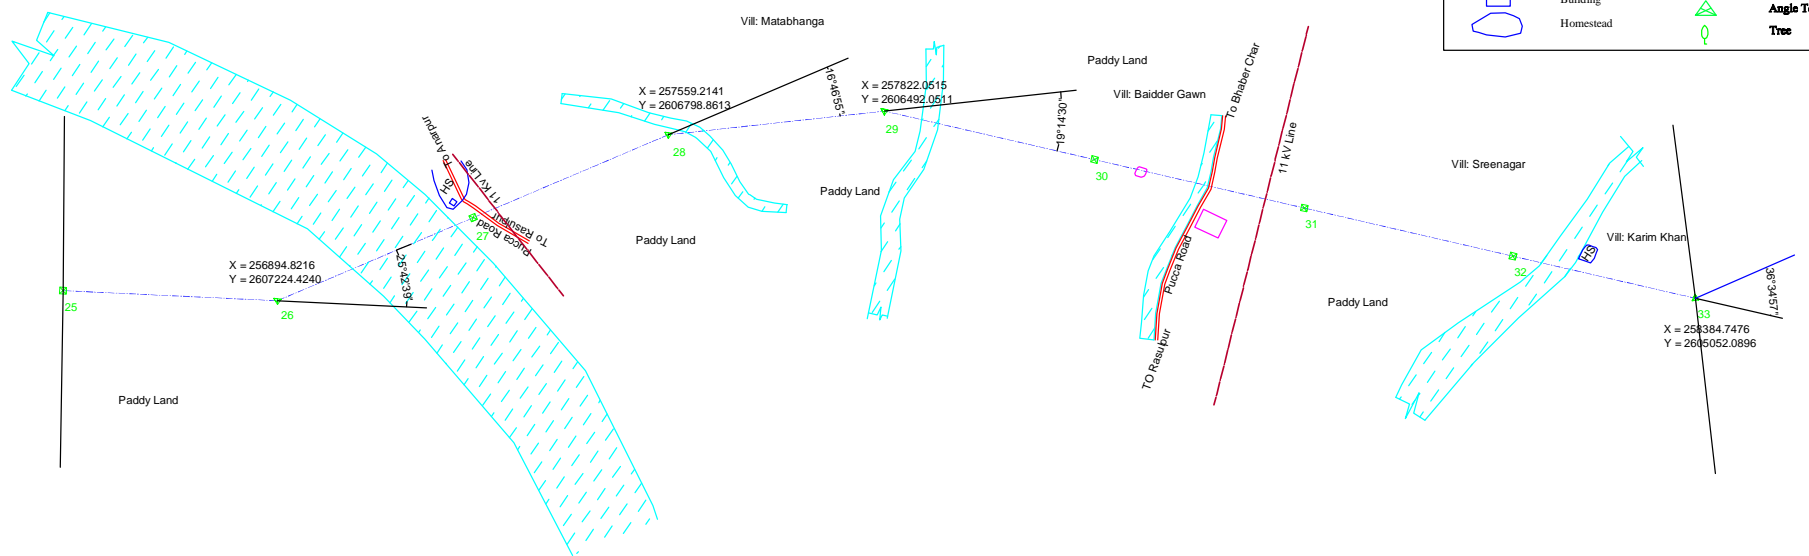 Building
Angle To
Homestead
Tree
Vill: Matabhanga
Paddy Land
To Bhaber Char
X = 257559.2141
Y = 2606798.8613
16°46'55"
X = 257822.0515
Y = 2606492.0511
Vill: Baidder Gawn
19°14'30"
11 kV Line
28
29
30
Paddy Land
Vill: Sreenagar
To Anarpur
11 Kv Line
SH
To Rasulpur
Pucca Road
27
Paddy Land
Pucca Road
31
Vill: Karim Khan
HS
32
X = 256894.8216
Y = 2607224.4240
25°42'39"
25
26
TO Rasulpur
Paddy Land
36°34'57"
33
X = 258384.7476
Y = 2605052.0896
Paddy Land